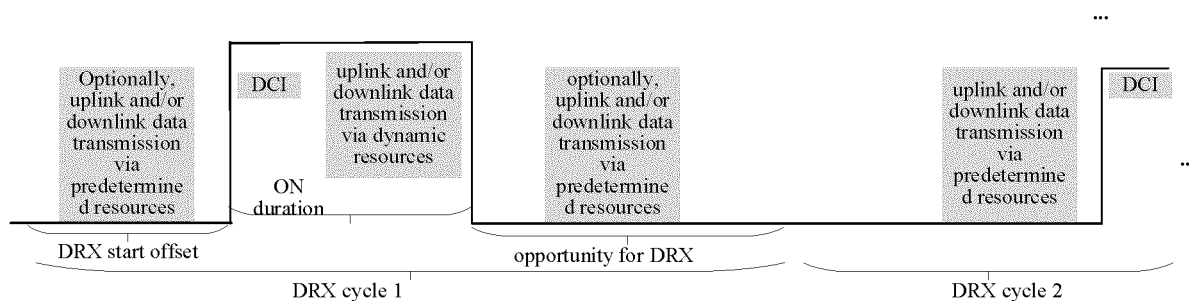 ...
Optionally,
uplink and/or
downlink data
transmission
via
predetermine
d resources
DCI
uplink and/or
downlink data
transmission
via dynamic
resources
ON
duration
optionally,
uplink and/or
downlink data
transmission
via
predetermine
d resources
uplink and/or
downlink data
transmission
via
predetermine
d resources
DCI
...
DRX start offset
opportunity for DRX
DRX cycle 1
DRX cycle 2